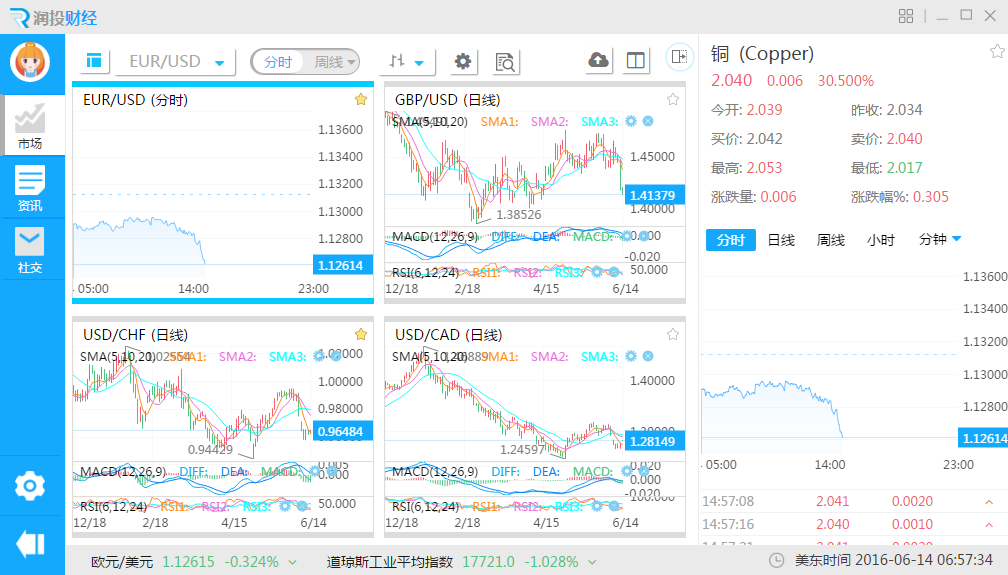 润投财经
市场
资讯
社交
EUR/USD 分时 周线
EUR/USD (分时)
1.13600
1.13400
1.13200
1.13000
1.12800
1.12614
05:00 14:00 23:00
GBP/USD (日线)
SMA(5,10,20) SMA1: SMA2: SMA3:
1.45000
1.41379
1.40000
1.38526
MACD(12,26,9) DIFF: DEA: MACD: 0.000
-0.020
RSI(6,12,24) RSI1: RSI2: RSI3: 50.000
12/18 2/18 4/15 6/14
USD/CHF (日线)
SMA(5,10,20) SMA1: SMA2: SMA3:
1.00000
0.98000
0.96484
0.94429
MACD(12,26,9) DIFF: DEA: MACD: 0.005
0.000
RSI(6,12,24) RSI1: RSI2: RSI3: 50.000
12/18 2/18 4/15 6/14
USD/CAD (日线)
SMA(5,10,20) SMA1: SMA2: SMA3:
1.40000
1.28149
1.24597
MACD(12,26,9) DIFF: DEA: MACD: 0.020
0.000
-0.020
RSI(6,12,24) RSI1: RSI2: RSI3: 50.000
12/18 2/18 4/15 6/14
铜 (Copper)
2.040 0.006 30.500%
今开: 2.039 昨收: 2.034
买价: 2.042 卖价: 2.040
最高: 2.053 最低: 2.017
涨跌量: 0.006 涨跌幅%: 0.305
分时 日线 周线 小时 分钟
1.13600
1.13400
1.13200
1.13000
1.12800
1.12614
05:00 14:00 23:00
14:57:08 2.041 0.0020
14:57:16 2.040 0.0010
欧元/美元 1.12615 -0.324% 道琼斯工业平均指数 17721.0 -1.028% 美东时间 2016-06-14 06:57:34